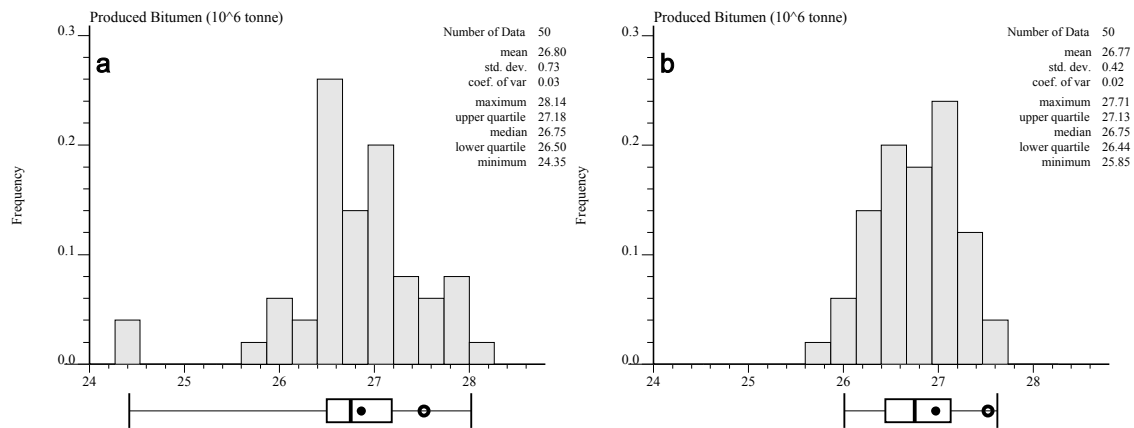 Produced Bitumen (10^6 tonne)
a
Number of Data 50
mean 26.80
std. dev. 0.73
coef. of var 0.03
maximum 28.14
upper quartile 27.18
median 26.75
lower quartile 26.50
minimum 24.35
Frequency
0.3
0.2
0.1
0.0
24 25 26 27 28
Produced Bitumen (10^6 tonne)
b
Number of Data 50
mean 26.77
std. dev. 0.42
coef. of var 0.02
maximum 27.71
upper quartile 27.13
median 26.75
lower quartile 26.44
minimum 25.85
Frequency
0.3
0.2
0.1
0.0
24 25 26 27 28